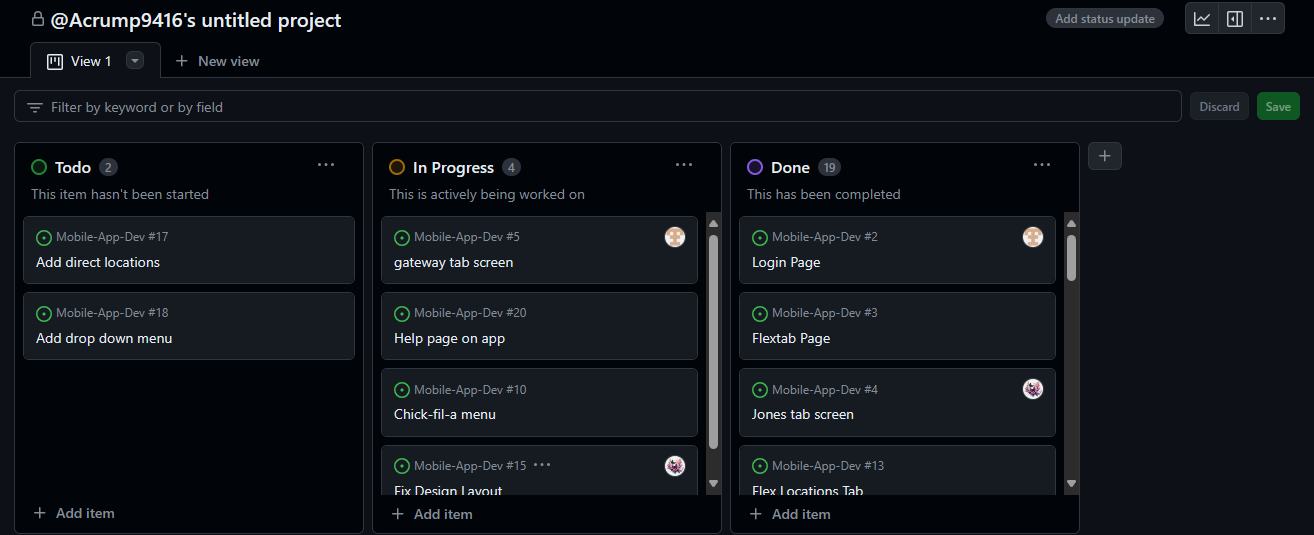 @Acrump9416's untitled project
Add status update
View 1
New view
Filter by keyword or by field
Discard
Save
Todo 2
This item hasn't been started
Mobile-App-Dev #17
Add direct locations
Mobile-App-Dev #18
Add drop down menu
Add item
In Progress 4
This is actively being worked on
Mobile-App-Dev #5
gateway tab screen
Mobile-App-Dev #20
Help page on app
Mobile-App-Dev #10
Chick-fil-a menu
Mobile-App-Dev #15
Fix Design Layout
Add item
Done 19
This has been completed
Mobile-App-Dev #2
Login Page
Mobile-App-Dev #3
Flextab Page
Mobile-App-Dev #4
Jones tab screen
Mobile-App-Dev #13
Flex Locations Tab
Add item